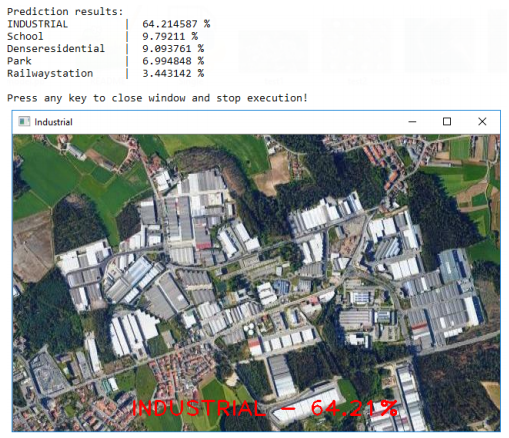 Prediction results:
INDUSTRIAL | 64.214587 %
School | 9.79211 %
Denseresidential | 9.093761 %
Park | 6.994848 %
Railwaystation | 3.443142 %
Press any key to close window and stop execution!
Industrial
INDUSTRIAL - 64.21%